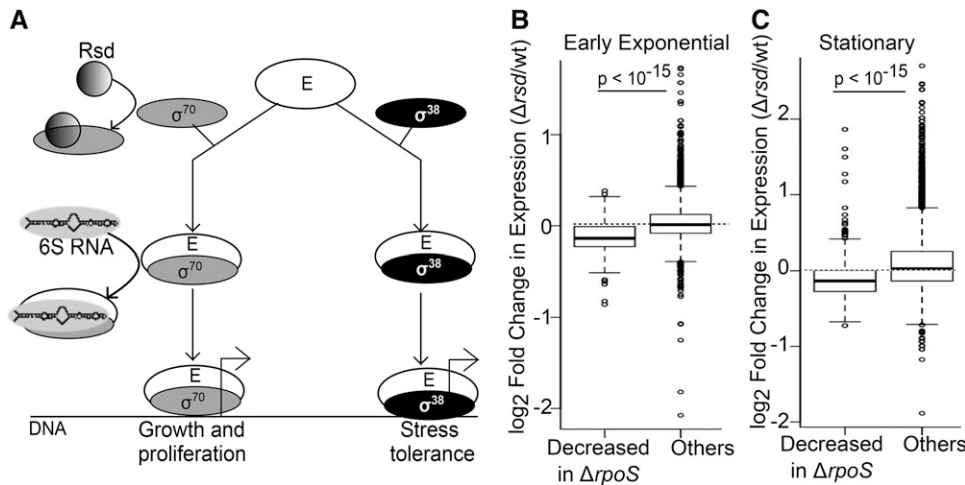 A
Rsd
E
σ⁷⁰
σ³⁸
6S RNA
E
σ⁷⁰
E
σ³⁸
E
σ⁷⁰
E
σ³⁸
DNA
Growth and
proliferation
Stress
tolerance
B
Early Exponential
p < 10⁻¹⁵
log₂ Fold Change in Expression (Δrsd/wt)
1
0
-1
-2
Decreased
in ΔrpoS
Others
C
Stationary
p < 10⁻¹⁵
log₂ Fold Change in Expression (Δrsd/wt)
2
1
0
-1
-2
Decreased
in ΔrpoS
Others